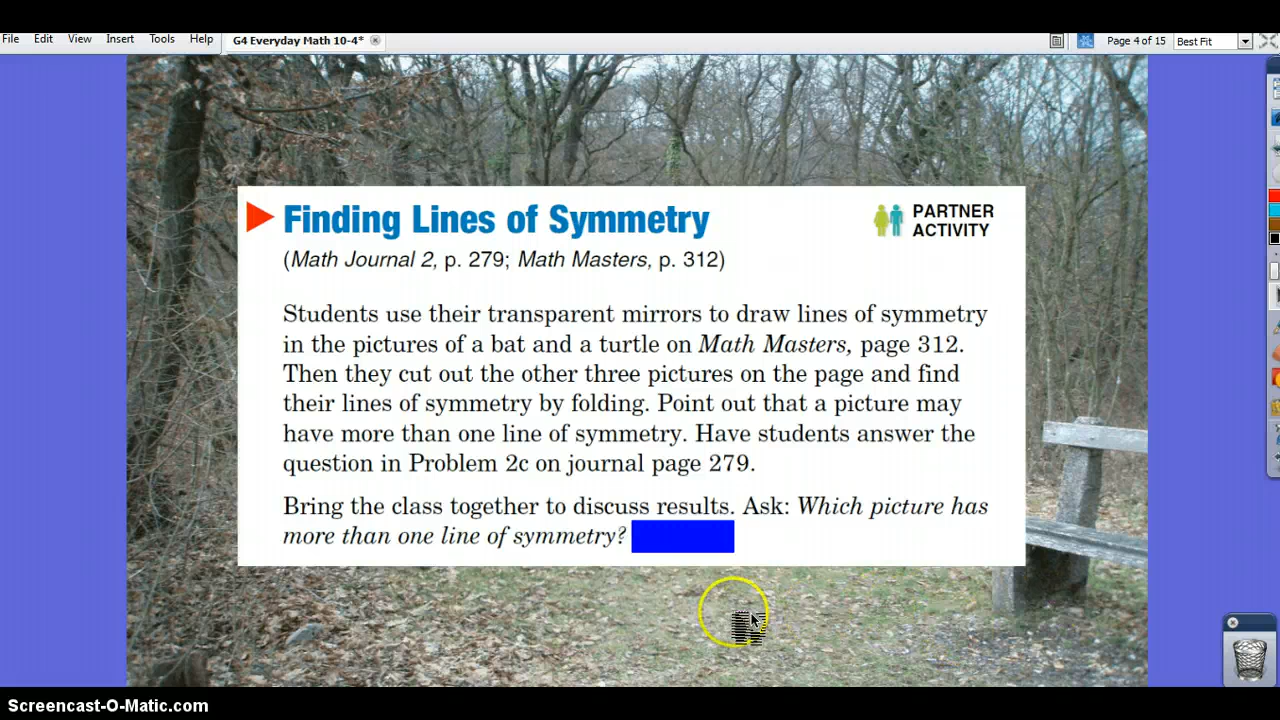 File Edit View Insert Tools Help G4 Everyday Math 10-4* Page 4 of 15 Best Fit
Finding Lines of Symmetry
PARTNER
ACTIVITY
(Math Journal 2, p. 279; Math Masters, p. 312)
Students use their transparent mirrors to draw lines of symmetry
in the pictures of a bat and a turtle on Math Masters, page 312.
Then they cut out the other three pictures on the page and find
their lines of symmetry by folding. Point out that a picture may
have more than one line of symmetry. Have students answer the
question in Problem 2c on journal page 279.
Bring the class together to discuss results. Ask: Which picture has
more than one line of symmetry?
Screencast-O-Matic.com